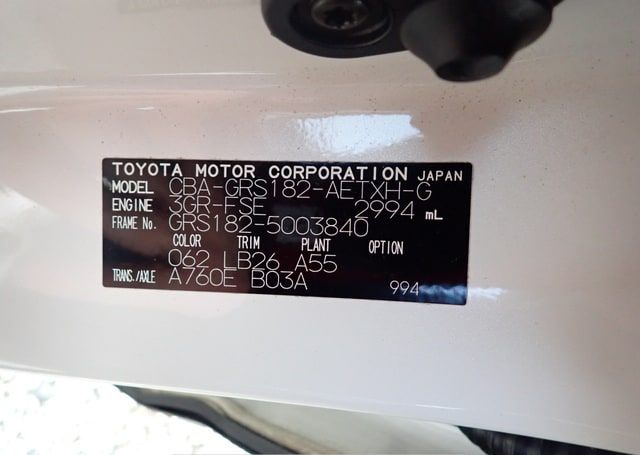 TOYOTA MOTOR CORPORATION JAPAN
MODEL CBA-GRS182-AETXH-G
ENGINE 3GR-FSE 2994 mL
FRAME No. GRS182-5003840
COLOR TRIM PLANT OPTION
062 LB26 A55
TRANS./AXLE A760E B03A 994